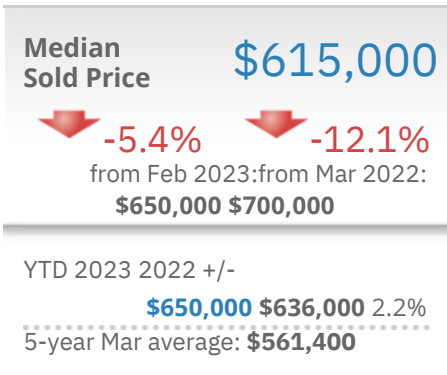 Median
Sold Price
$615,000
-5.4% -12.1%
from Feb 2023:from Mar 2022:
$650,000 $700,000
YTD 2023 2022 +/-
$650,000 $636,000 2.2%
5-year Mar average: $561,400